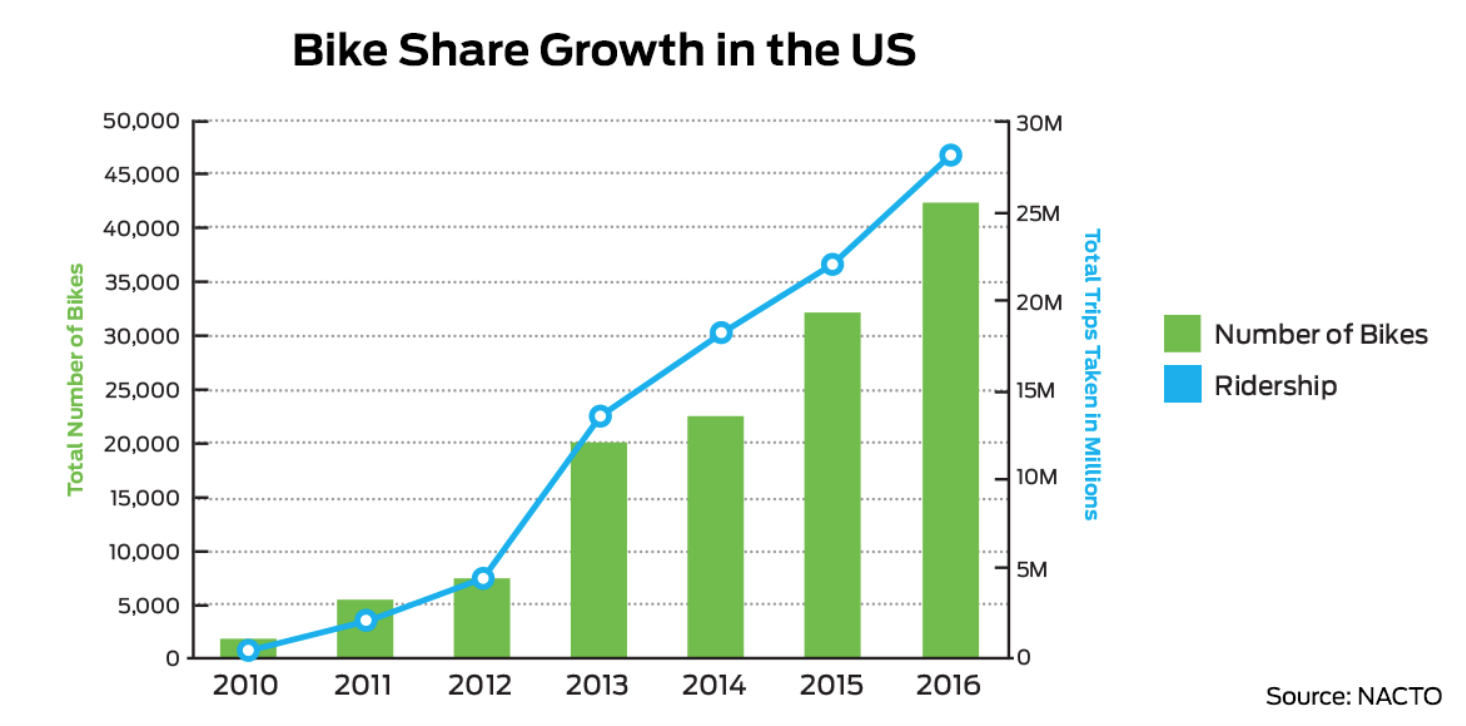 Bike Share Growth in the US
Total Number of Bikes
50,000
45,000
40,000
35,000
30,000
25,000
20,000
15,000
10,000
5,000
0
2010 2011 2012 2013 2014 2015 2016
30M
25M
20M
15M
10M
5M
0
Total Trips Taken in Millions
Number of Bikes
Ridership
Source: NACTO